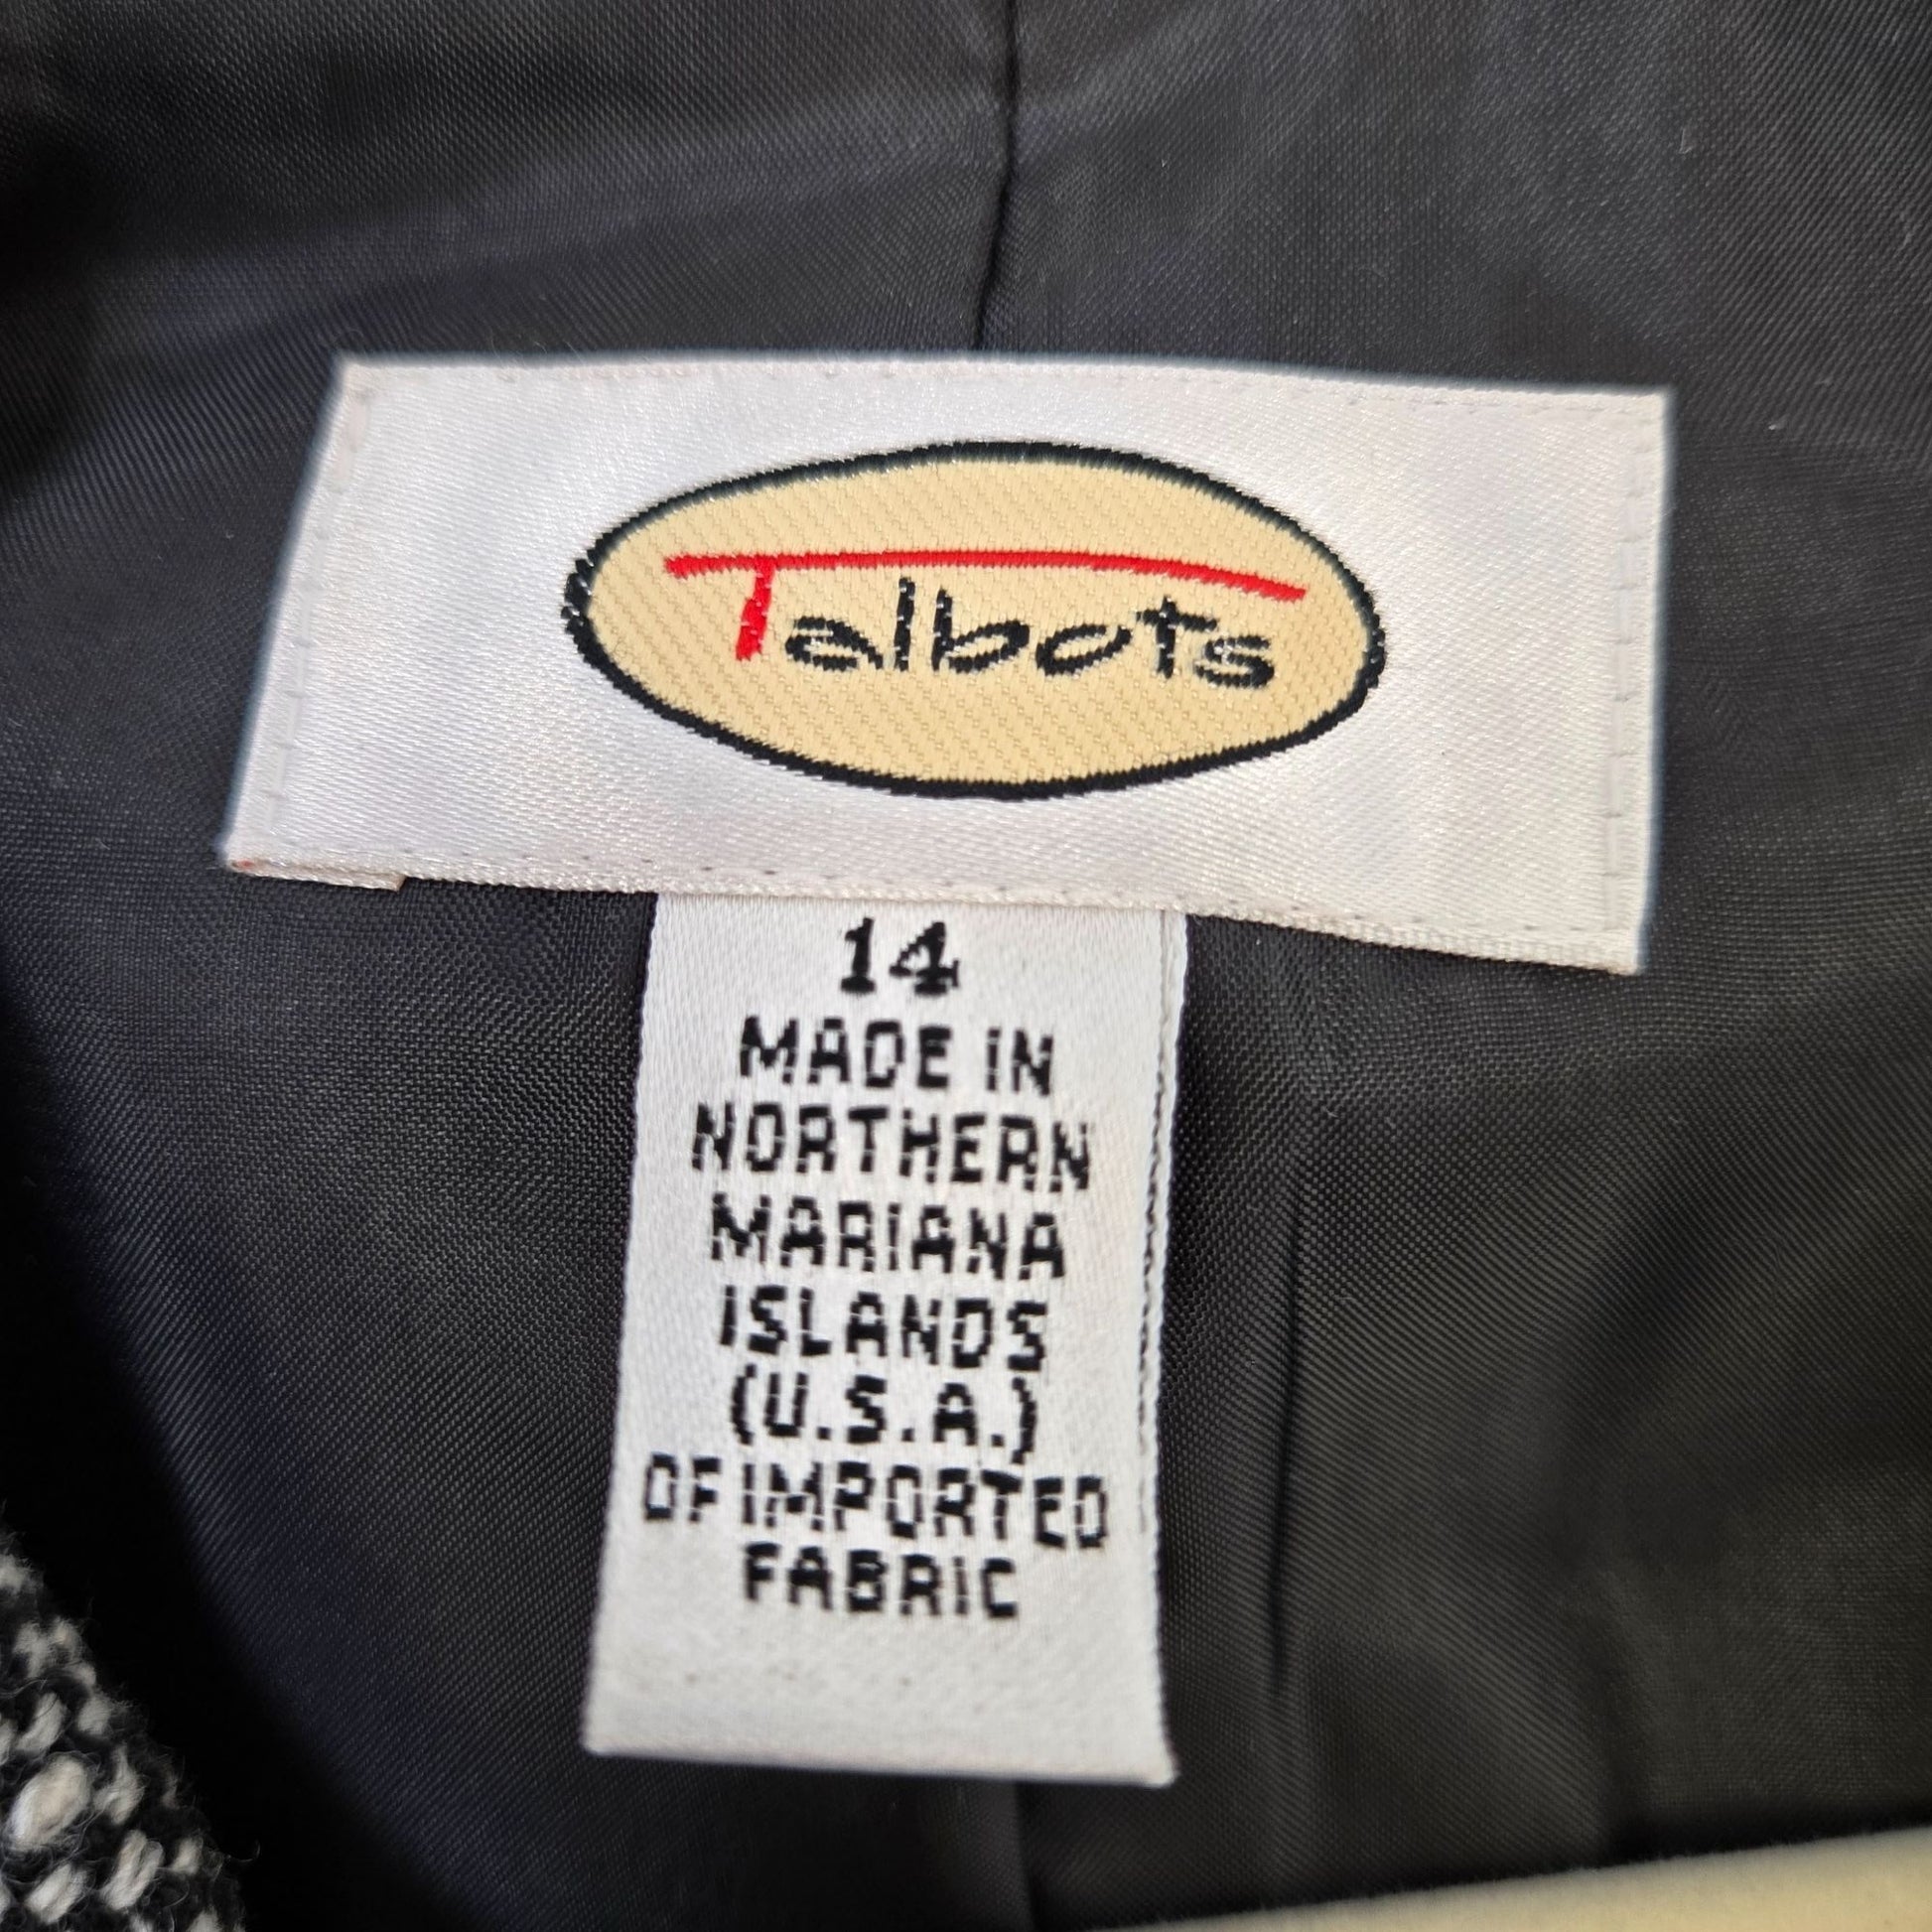 Talbots
14
MADE IN
NORTHERN
MARIANA
ISLANDS
(U.S.A.)
OF IMPORTED
FABRIC